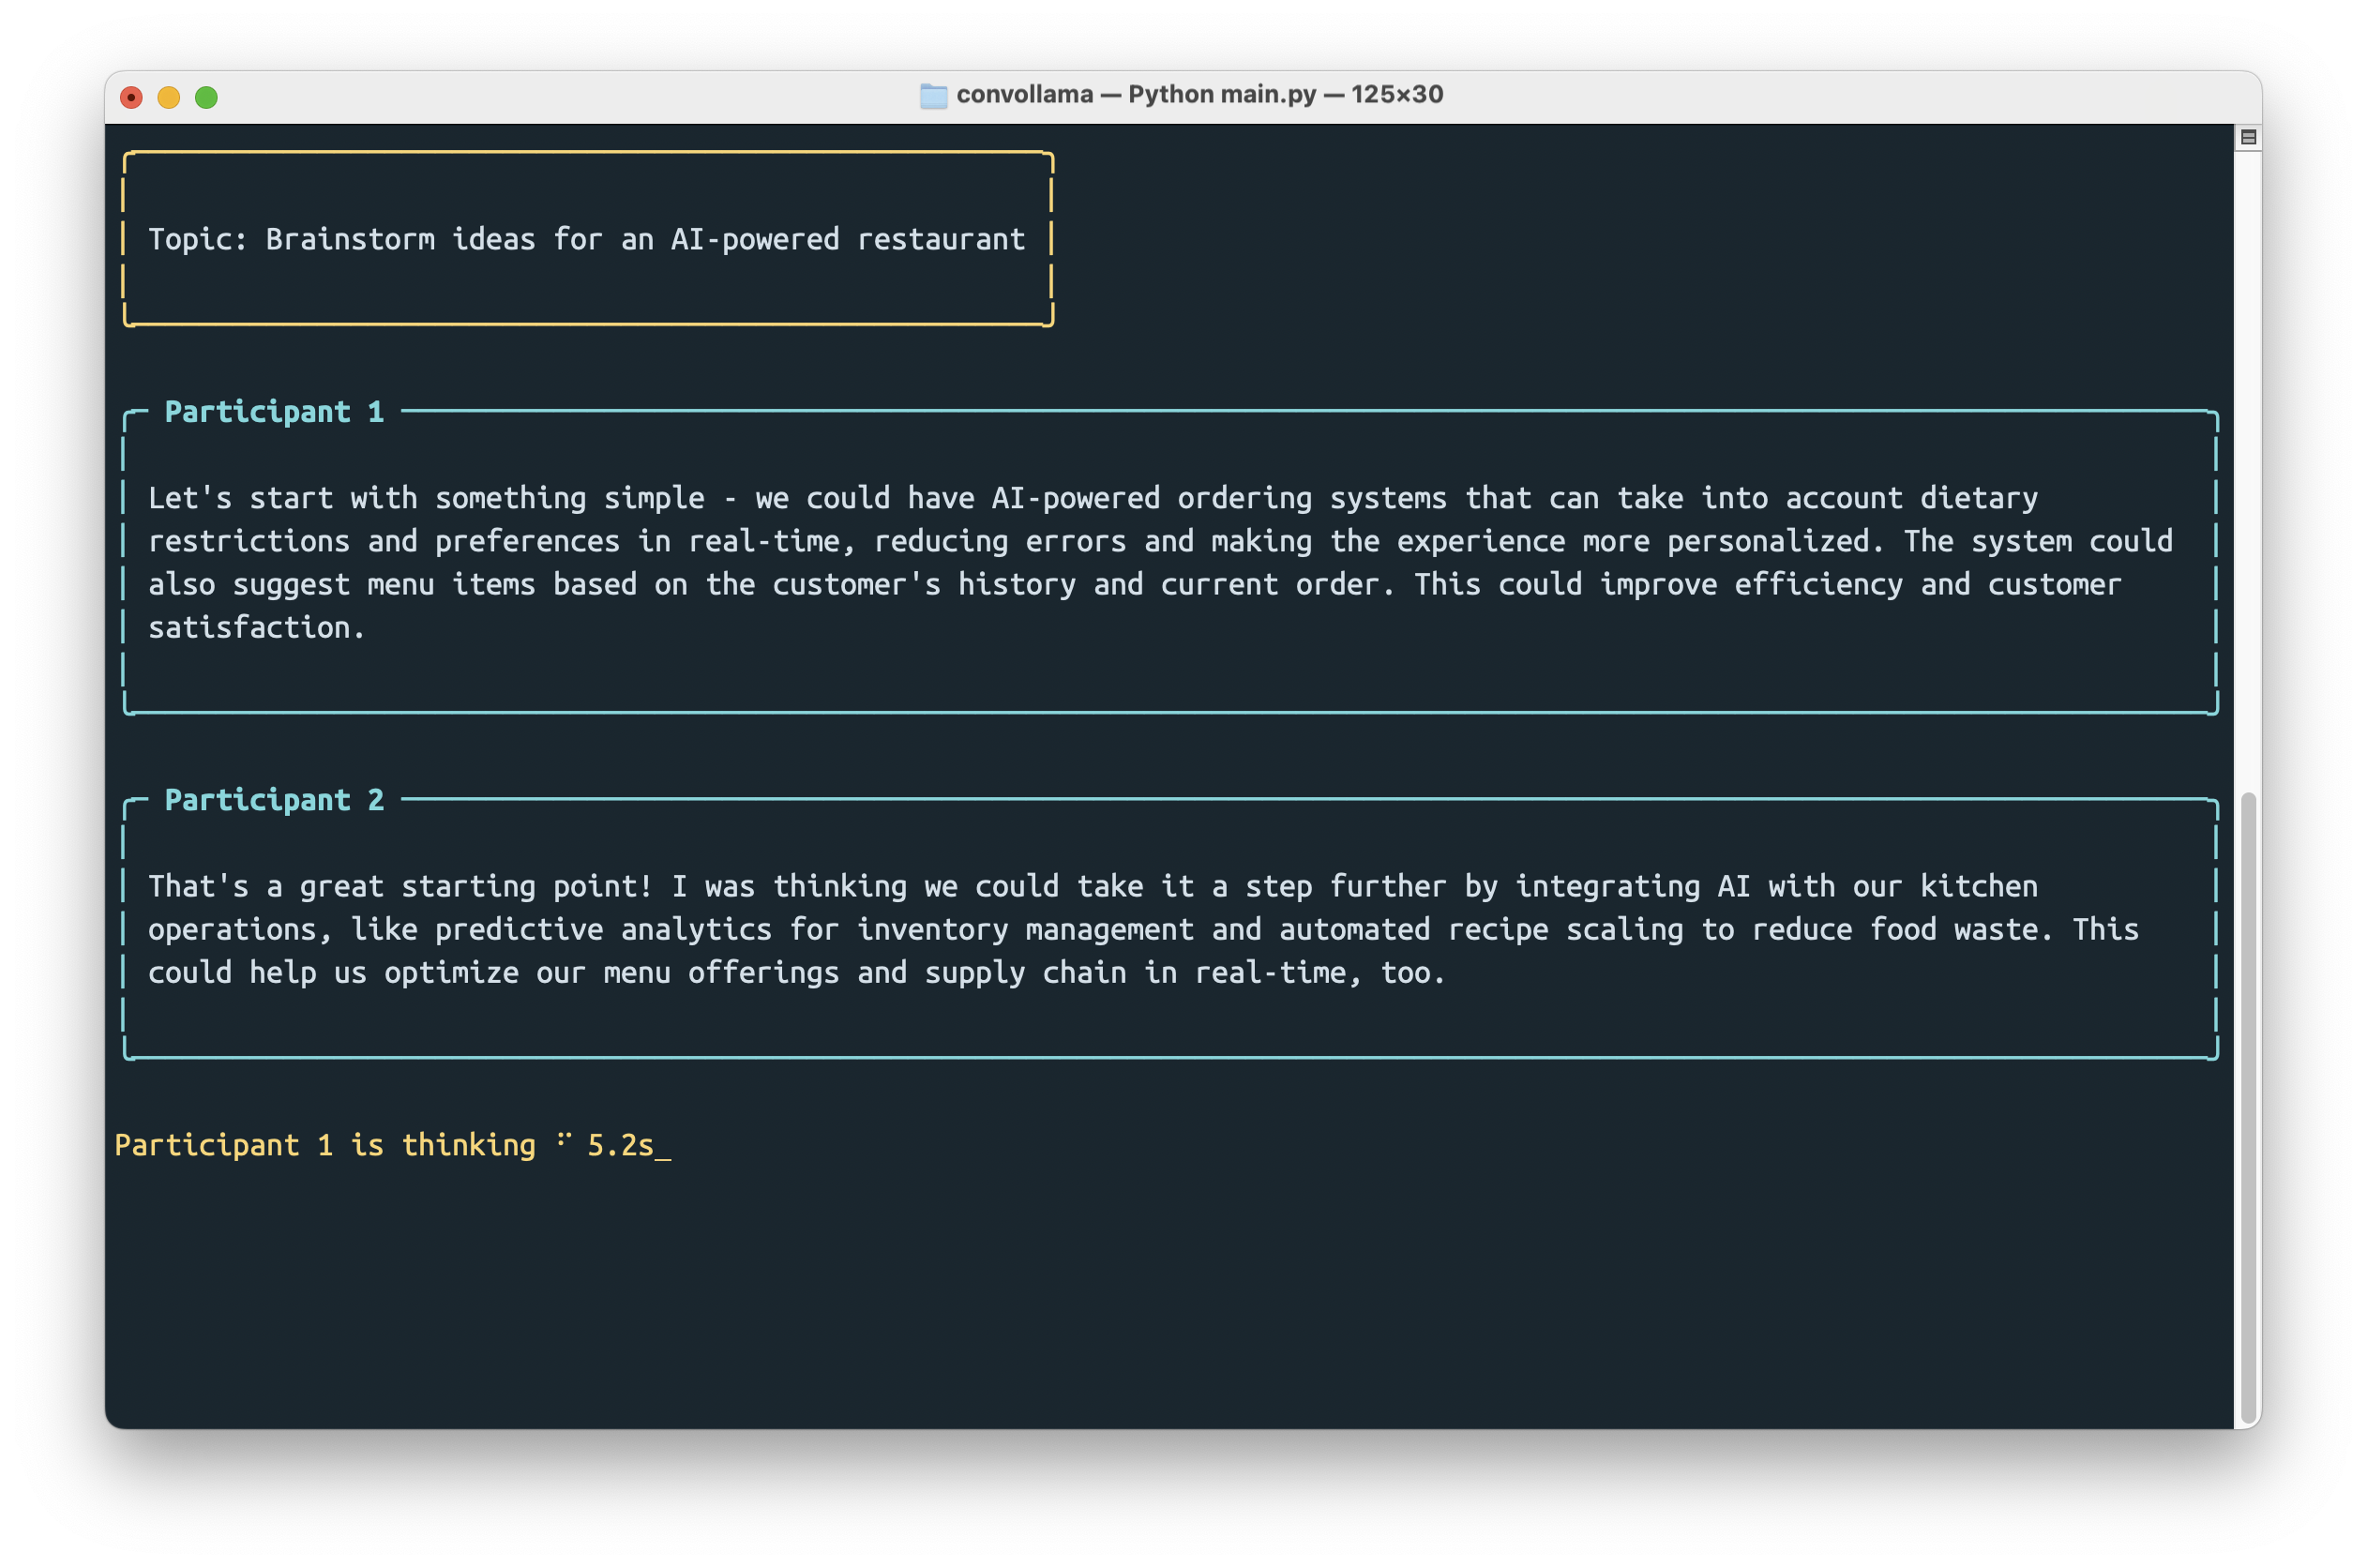 convollama — Python main.py — 125×30
Topic: Brainstorm ideas for an AI-powered restaurant
Participant 1
Let's start with something simple - we could have AI-powered ordering systems that can take into account dietary
restrictions and preferences in real-time, reducing errors and making the experience more personalized. The system could
also suggest menu items based on the customer's history and current order. This could improve efficiency and customer
satisfaction.
Participant 2
That's a great starting point! I was thinking we could take it a step further by integrating AI with our kitchen
operations, like predictive analytics for inventory management and automated recipe scaling to reduce food waste. This
could help us optimize our menu offerings and supply chain in real-time, too.
Participant 1 is thinking ⠋ 5.2s_